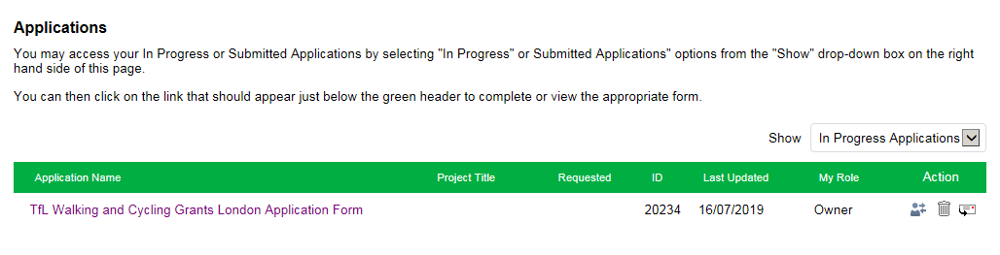 Applications
You may access your In Progress or Submitted Applications by selecting "In Progress" or Submitted Applications" options from the "Show" drop-down box on the right
hand side of this page.
You can then click on the link that should appear just below the green header to complete or view the appropriate form.
Show In Progress Applications
Application Name Project Title Requested ID Last Updated My Role Action
TfL Walking and Cycling Grants London Application Form 20234 16/07/2019 Owner